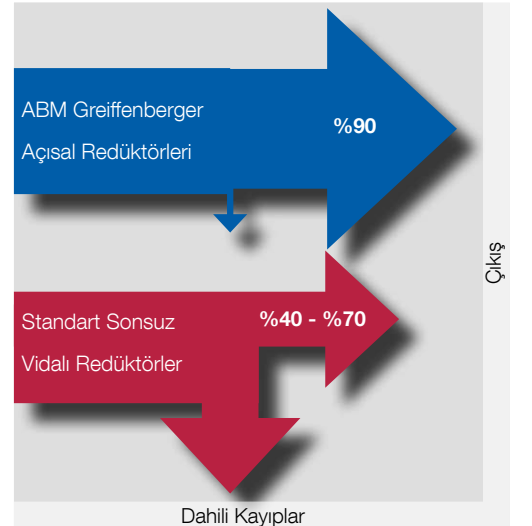 ABM Greiffenberger
Açısal Redüktörleri
%90
Çıkış
Standart Sonsuz
Vidalı Redüktörler
%40 - %70
Dahili Kayıplar